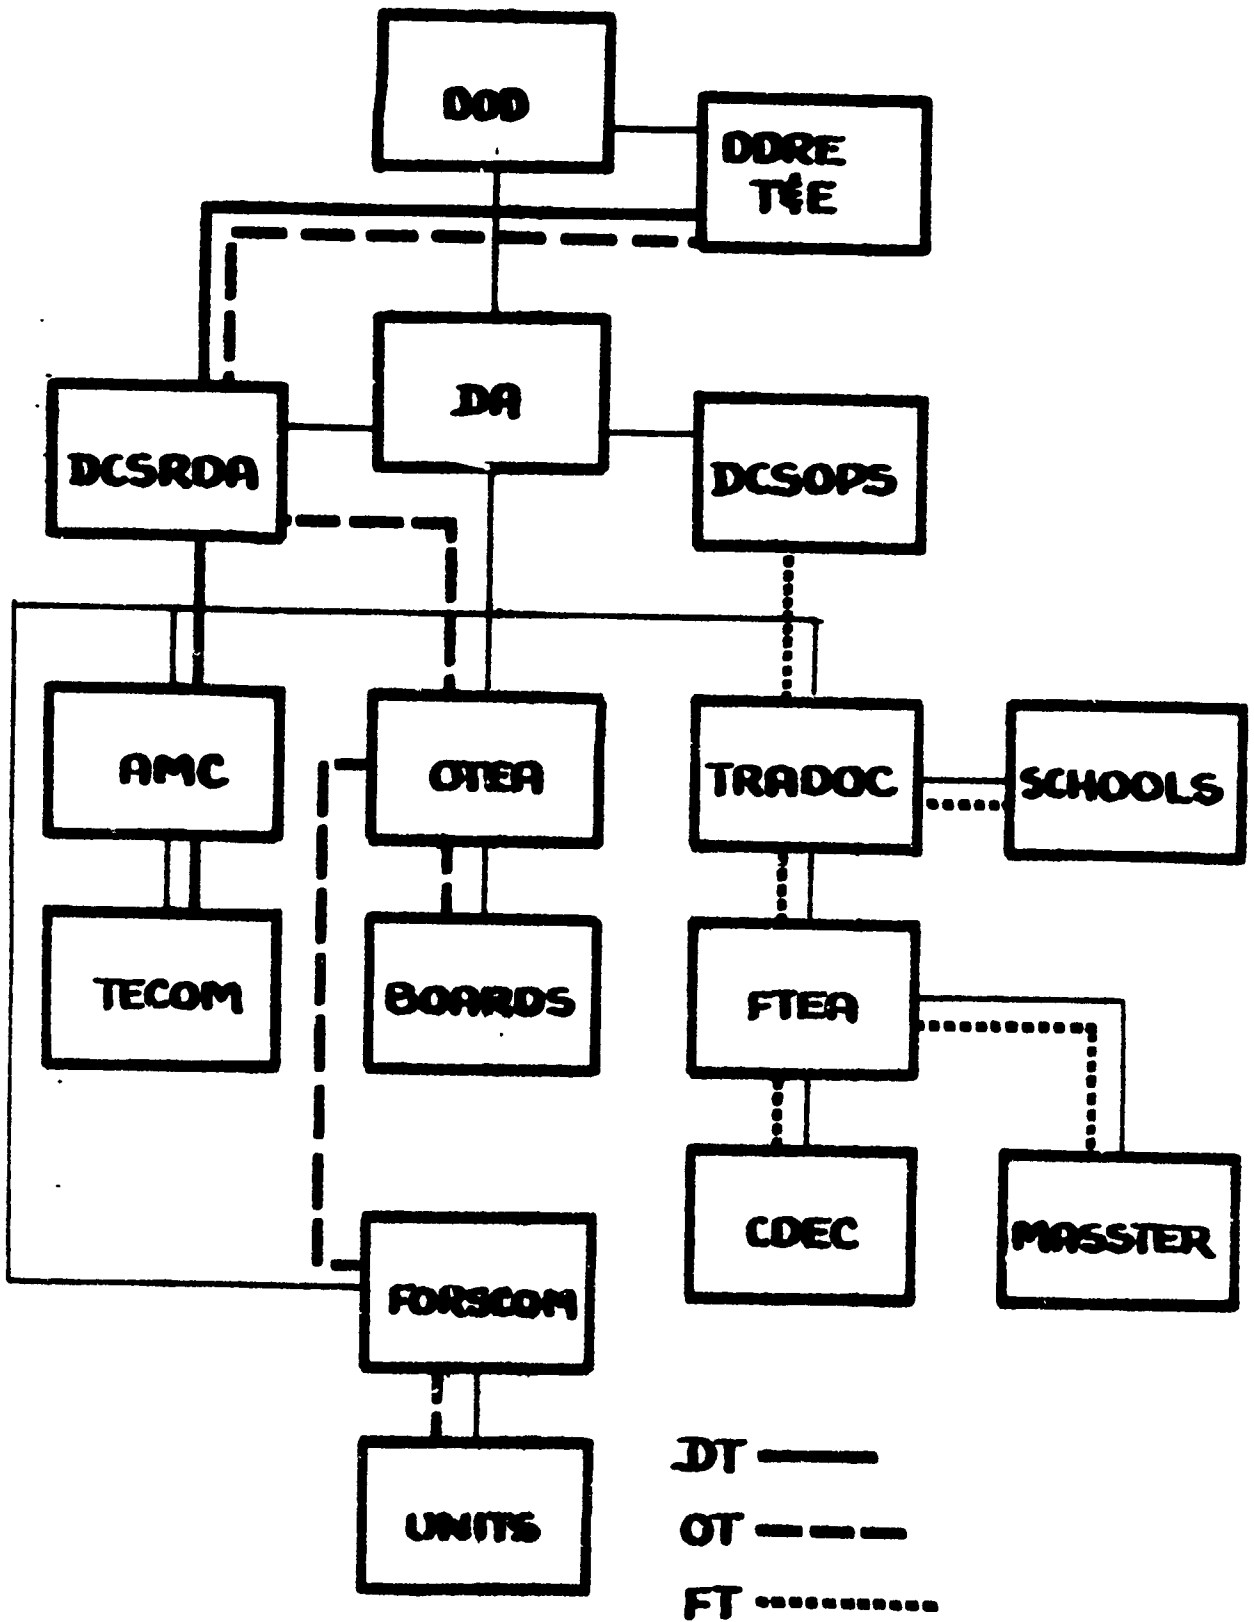 DOD
DDRE
T&E
DA
DCSRDA
DCSOPS
AMC
OTEA
TRADOC
SCHOOLS
TECOM
BOARDS
FTEA
CDEC
MASSTER
FORSCOM
UNITS
DT
OT
FT